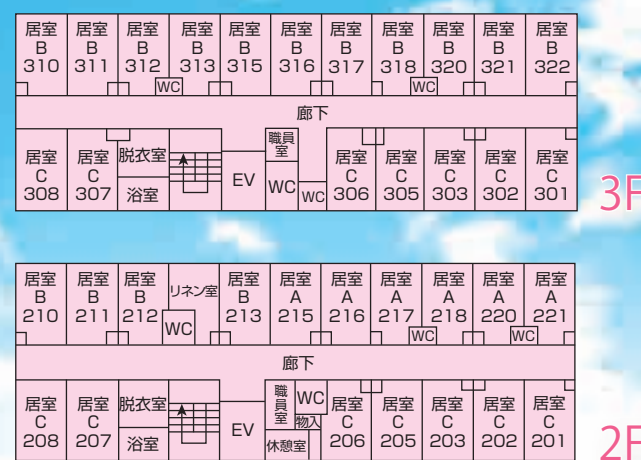 居室 居室 居室 居室 居室 居室 居室 居室 居室 居室 居室
B B B B B B B B B B B
310 311 312 313 315 316 317 318 320 321 322
WC WC
廊下
職員室
居室 居室 脱衣室 居室 居室 居室 居室 居室
C C EV WC C C C C C
308 307 浴室 WC 306 305 303 302 301
3F
居室 居室 居室 リネン室 居室 居室 居室 居室 居室 居室 居室
B B B B A A A A A A
210 211 212 213 215 216 217 218 220 221
WC WC WC
廊下
職員室 WC
居室 居室 脱衣室 物入 居室 居室 居室 居室 居室
C C EV C C C C C
208 207 浴室 休憩室 206 205 203 202 201
2F